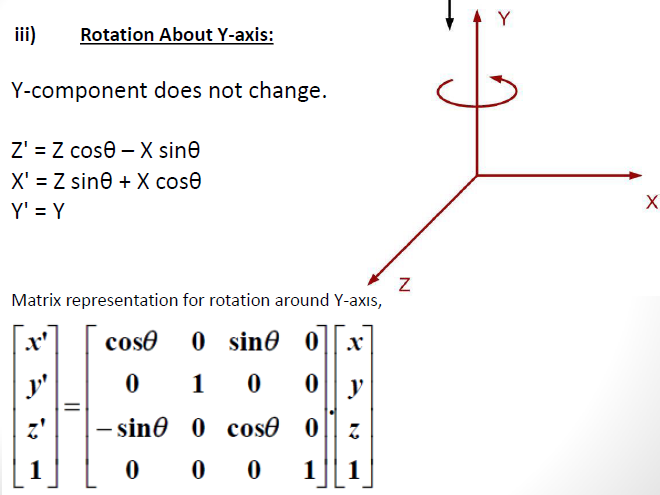 iii) Rotation About Y-axis:
Y
Y-component does not change.
Z' = Z cosθ – X sinθ
X' = Z sinθ + X cosθ
Y' = Y
X
Z
Matrix representation for rotation around Y-axis,
x' cosθ 0 sinθ 0 x
y' 0 1 0 0 y
= .
z' – sinθ 0 cosθ 0 z
1 0 0 0 1 1